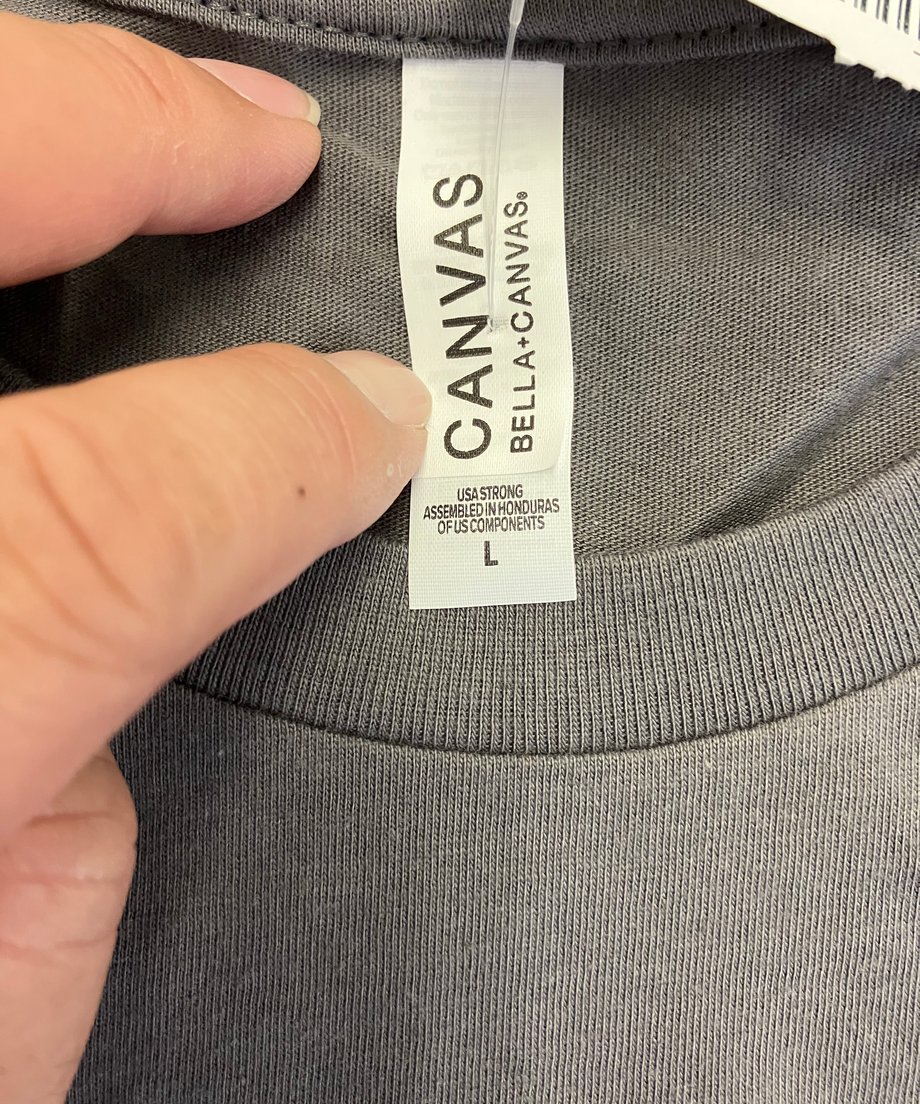 CANVAS
BELLA+CANVAS®
USA STRONG
ASSEMBLED IN HONDURAS
OF US COMPONENTS
L